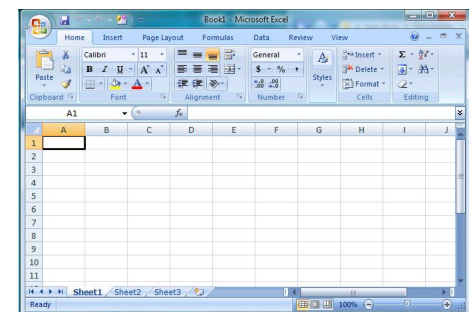 Book1 - Microsoft Excel
Home Insert Page Layout Formulas Data Review View
Calibri 11 General Insert
Paste B I U A A $ % , Styles Delete
A Format
Clipboard Font Alignment Number Cells Editing
A1 fx
A B C D E F G H I J
1
2
3
4
5
6
7
8
9
10
11
Sheet1 Sheet2 Sheet3
Ready 100%